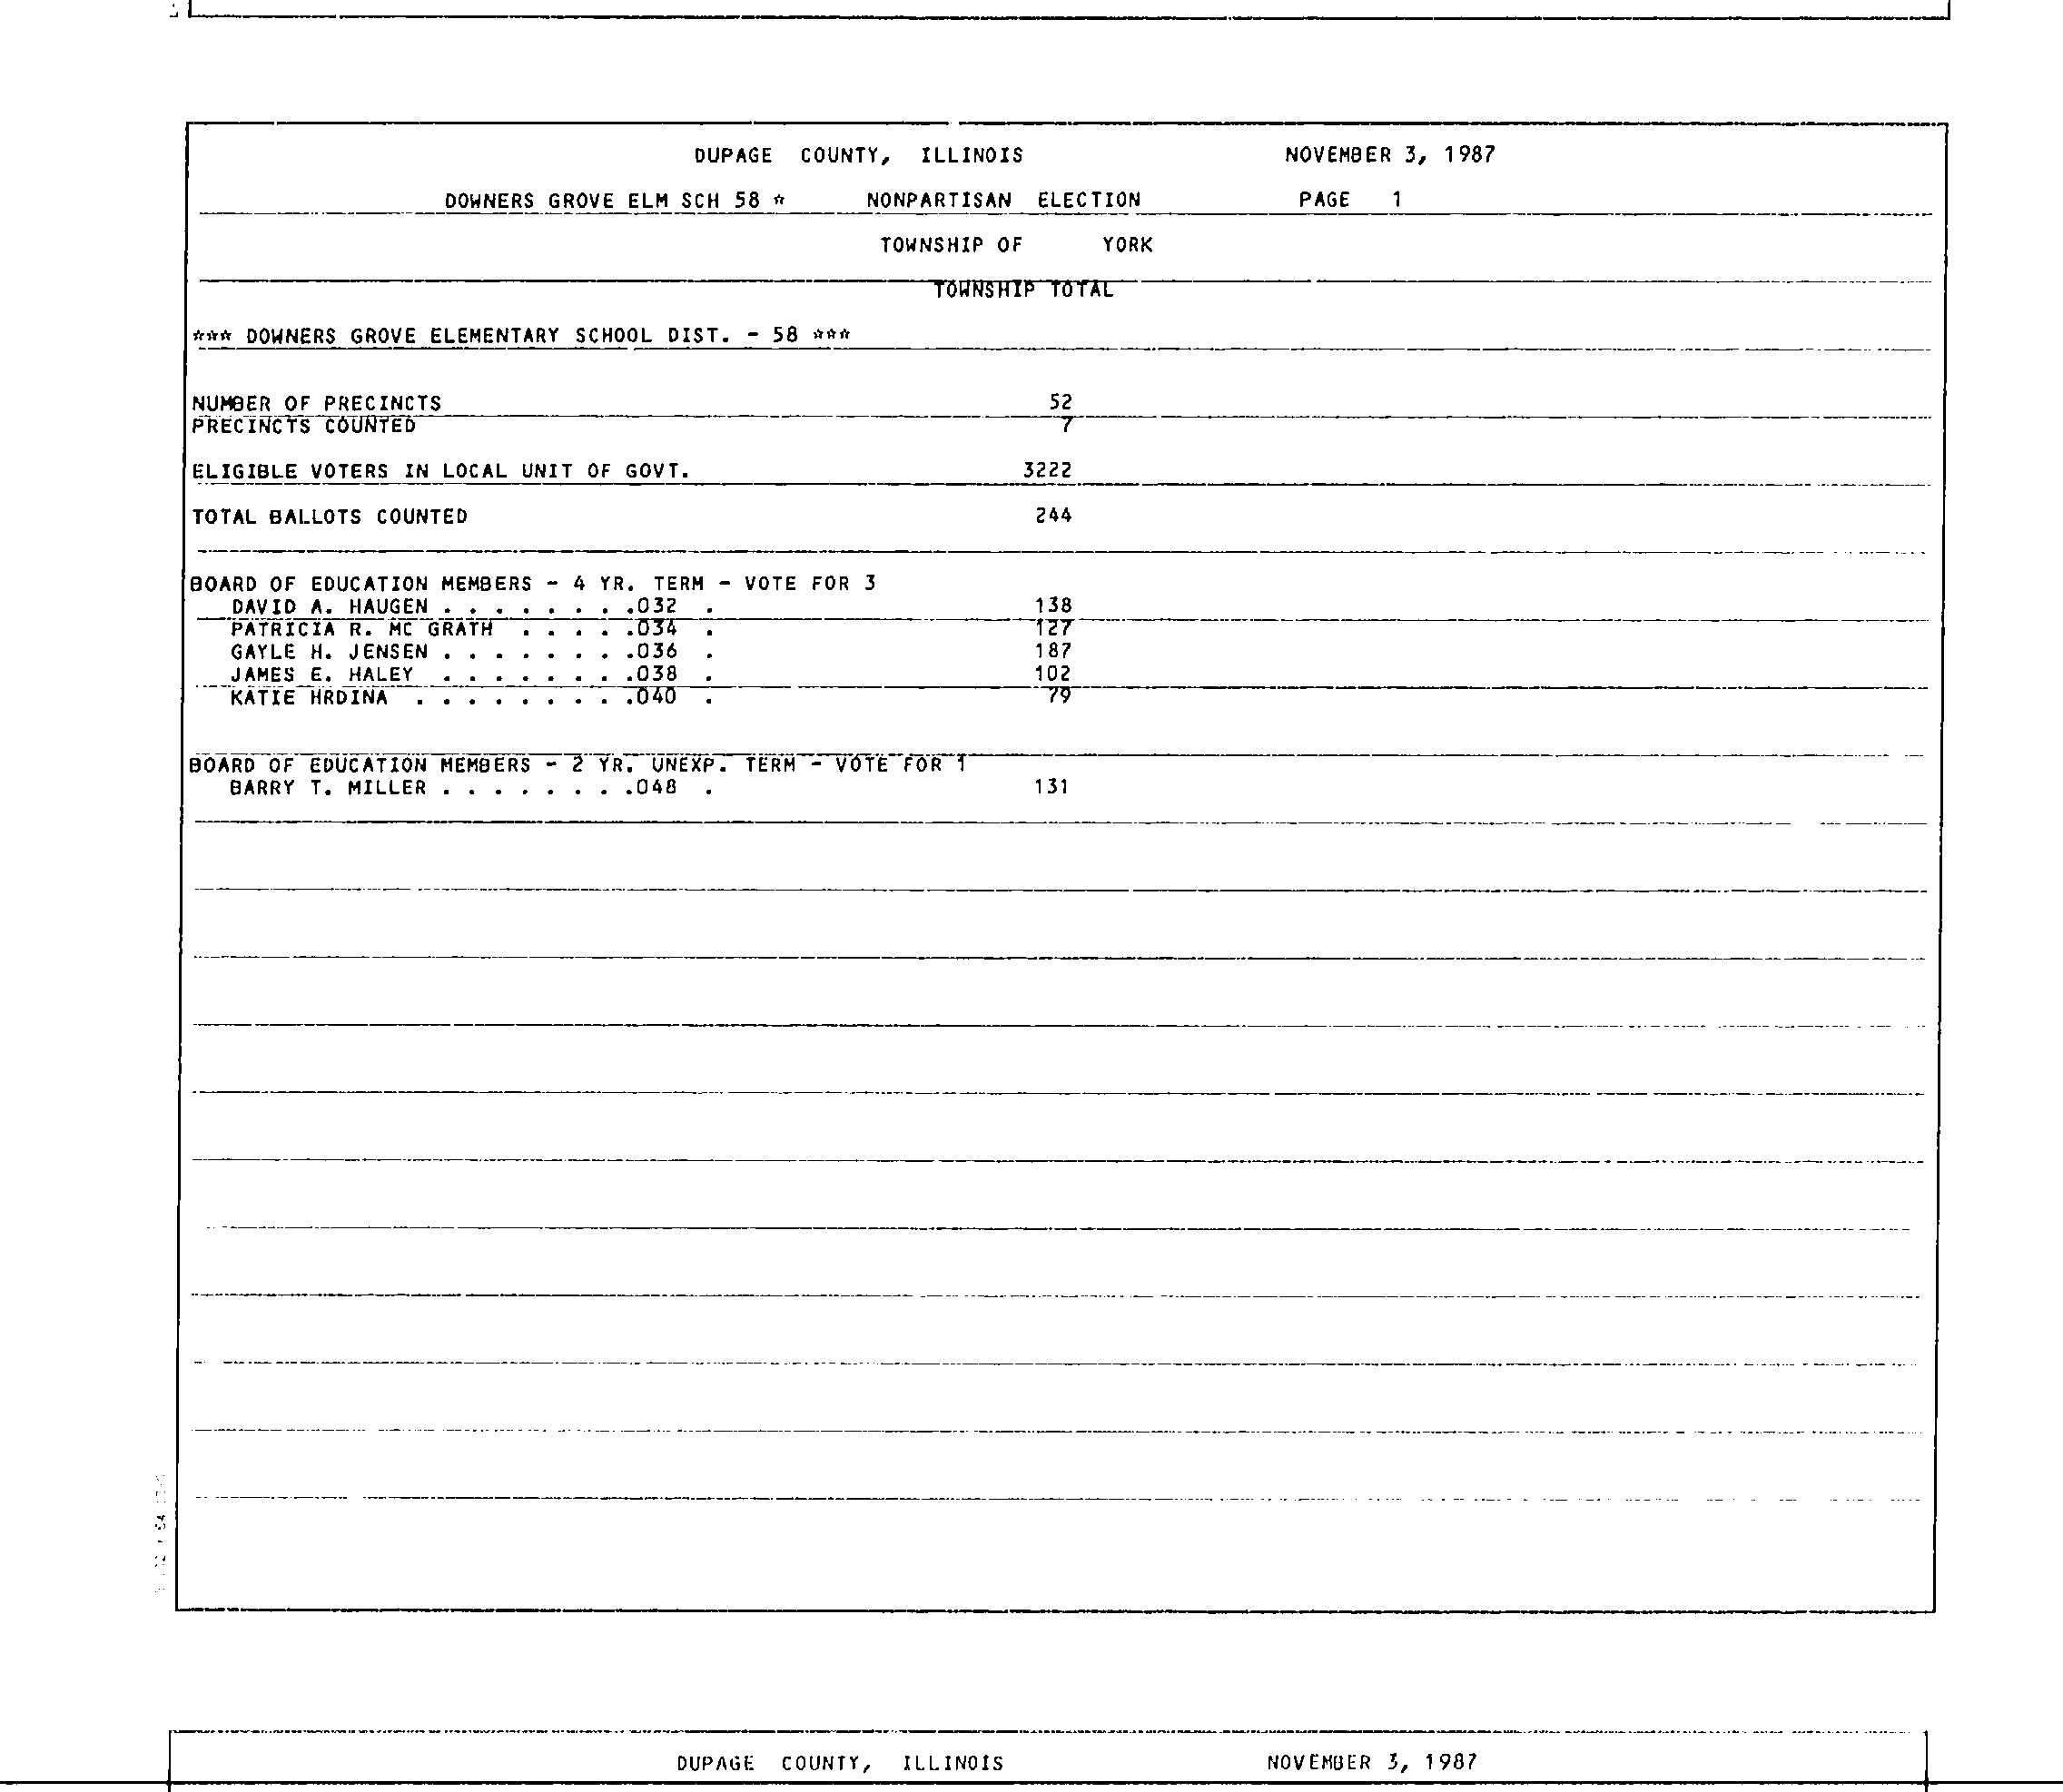 DUPAGE COUNTY, ILLINOIS NOVEMBER 3, 1987
DOWNERS GROVE ELM SCH 58 * NONPARTISAN ELECTION PAGE 1
TOWNSHIP OF YORK
TOWNSHIP TOTAL
*** DOWNERS GROVE ELEMENTARY SCHOOL DIST. - 58 ***
NUMBER OF PRECINCTS 52
PRECINCTS COUNTED 7
ELIGIBLE VOTERS IN LOCAL UNIT OF GOVT. 3222
TOTAL BALLOTS COUNTED 244
BOARD OF EDUCATION MEMBERS - 4 YR. TERM - VOTE FOR 3
DAVID A. HAUGEN . . . . . . . .032 . 138
PATRICIA R. MC GRATH . . . . .034 . 127
GAYLE H. JENSEN . . . . . . . .036 . 187
JAMES E. HALEY . . . . . . . .038 . 102
KATIE HRDINA . . . . . . . . .040 . 79
BOARD OF EDUCATION MEMBERS - 2 YR. UNEXP. TERM - VOTE FOR 1
BARRY T. MILLER . . . . . . . .048 . 131
DUPAGE COUNTY, ILLINOIS NOVEMBER 3, 1987